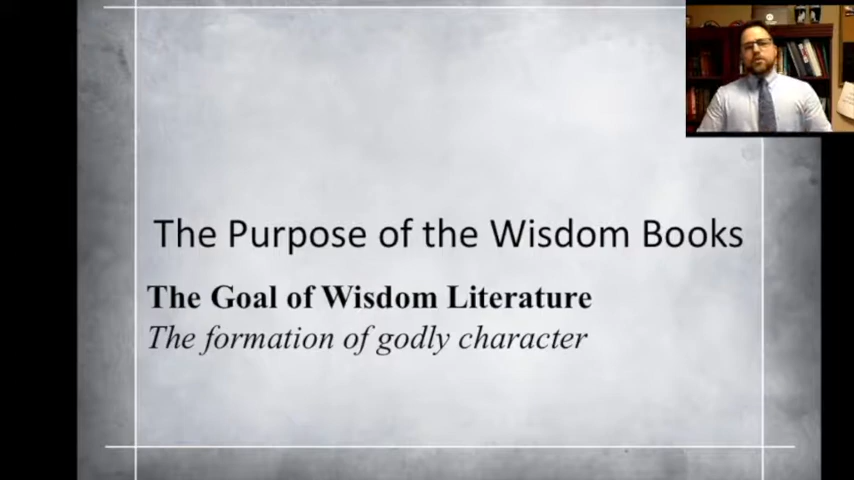 The Purpose of the Wisdom Books
The Goal of Wisdom Literature
The formation of godly character